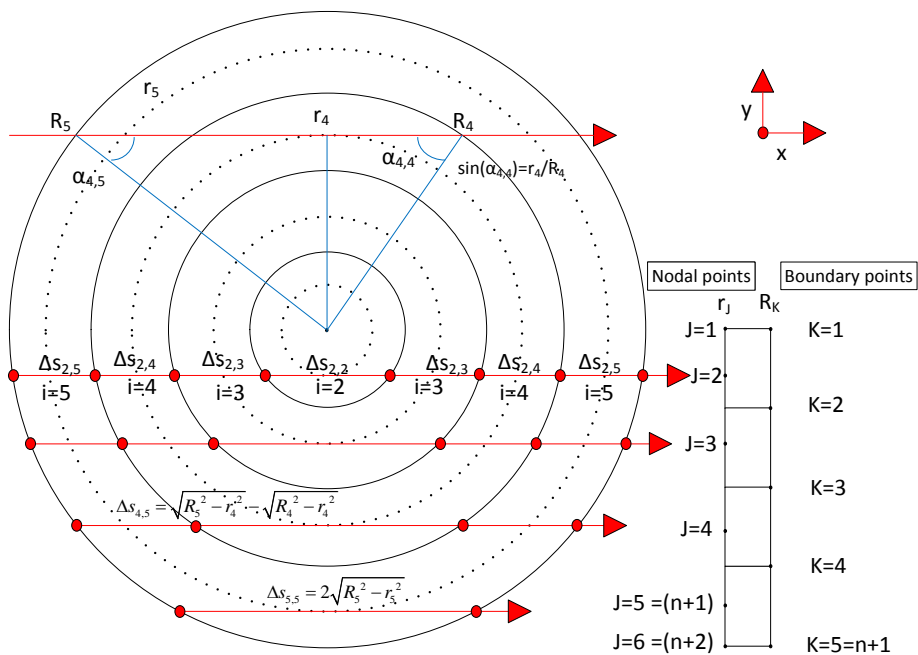 r₅
R₅
r₄
R₄
α₄,₅
α₄,₄
sin(α₄,₄)=r₄/R₄
y
x
Nodal points
Boundary points
r_J
R_K
J=1
K=1
Δs₂,₅
Δs₂,₄
Δs₂,₃
Δs₂,₂
Δs₂,₃
Δs₂,₄
Δs₂,₅
i=5
i=4
i=3
i=2
i=3
i=4
i=5
J=2
K=2
J=3
K=3
Δs₄,₅ = √(R₅² − r₄²) − √(R₄² − r₄²)
J=4
K=4
Δs₅,₅ = 2√(R₅² − r₅²)
J=5 =(n+1)
J=6 =(n+2)
K=5=n+1